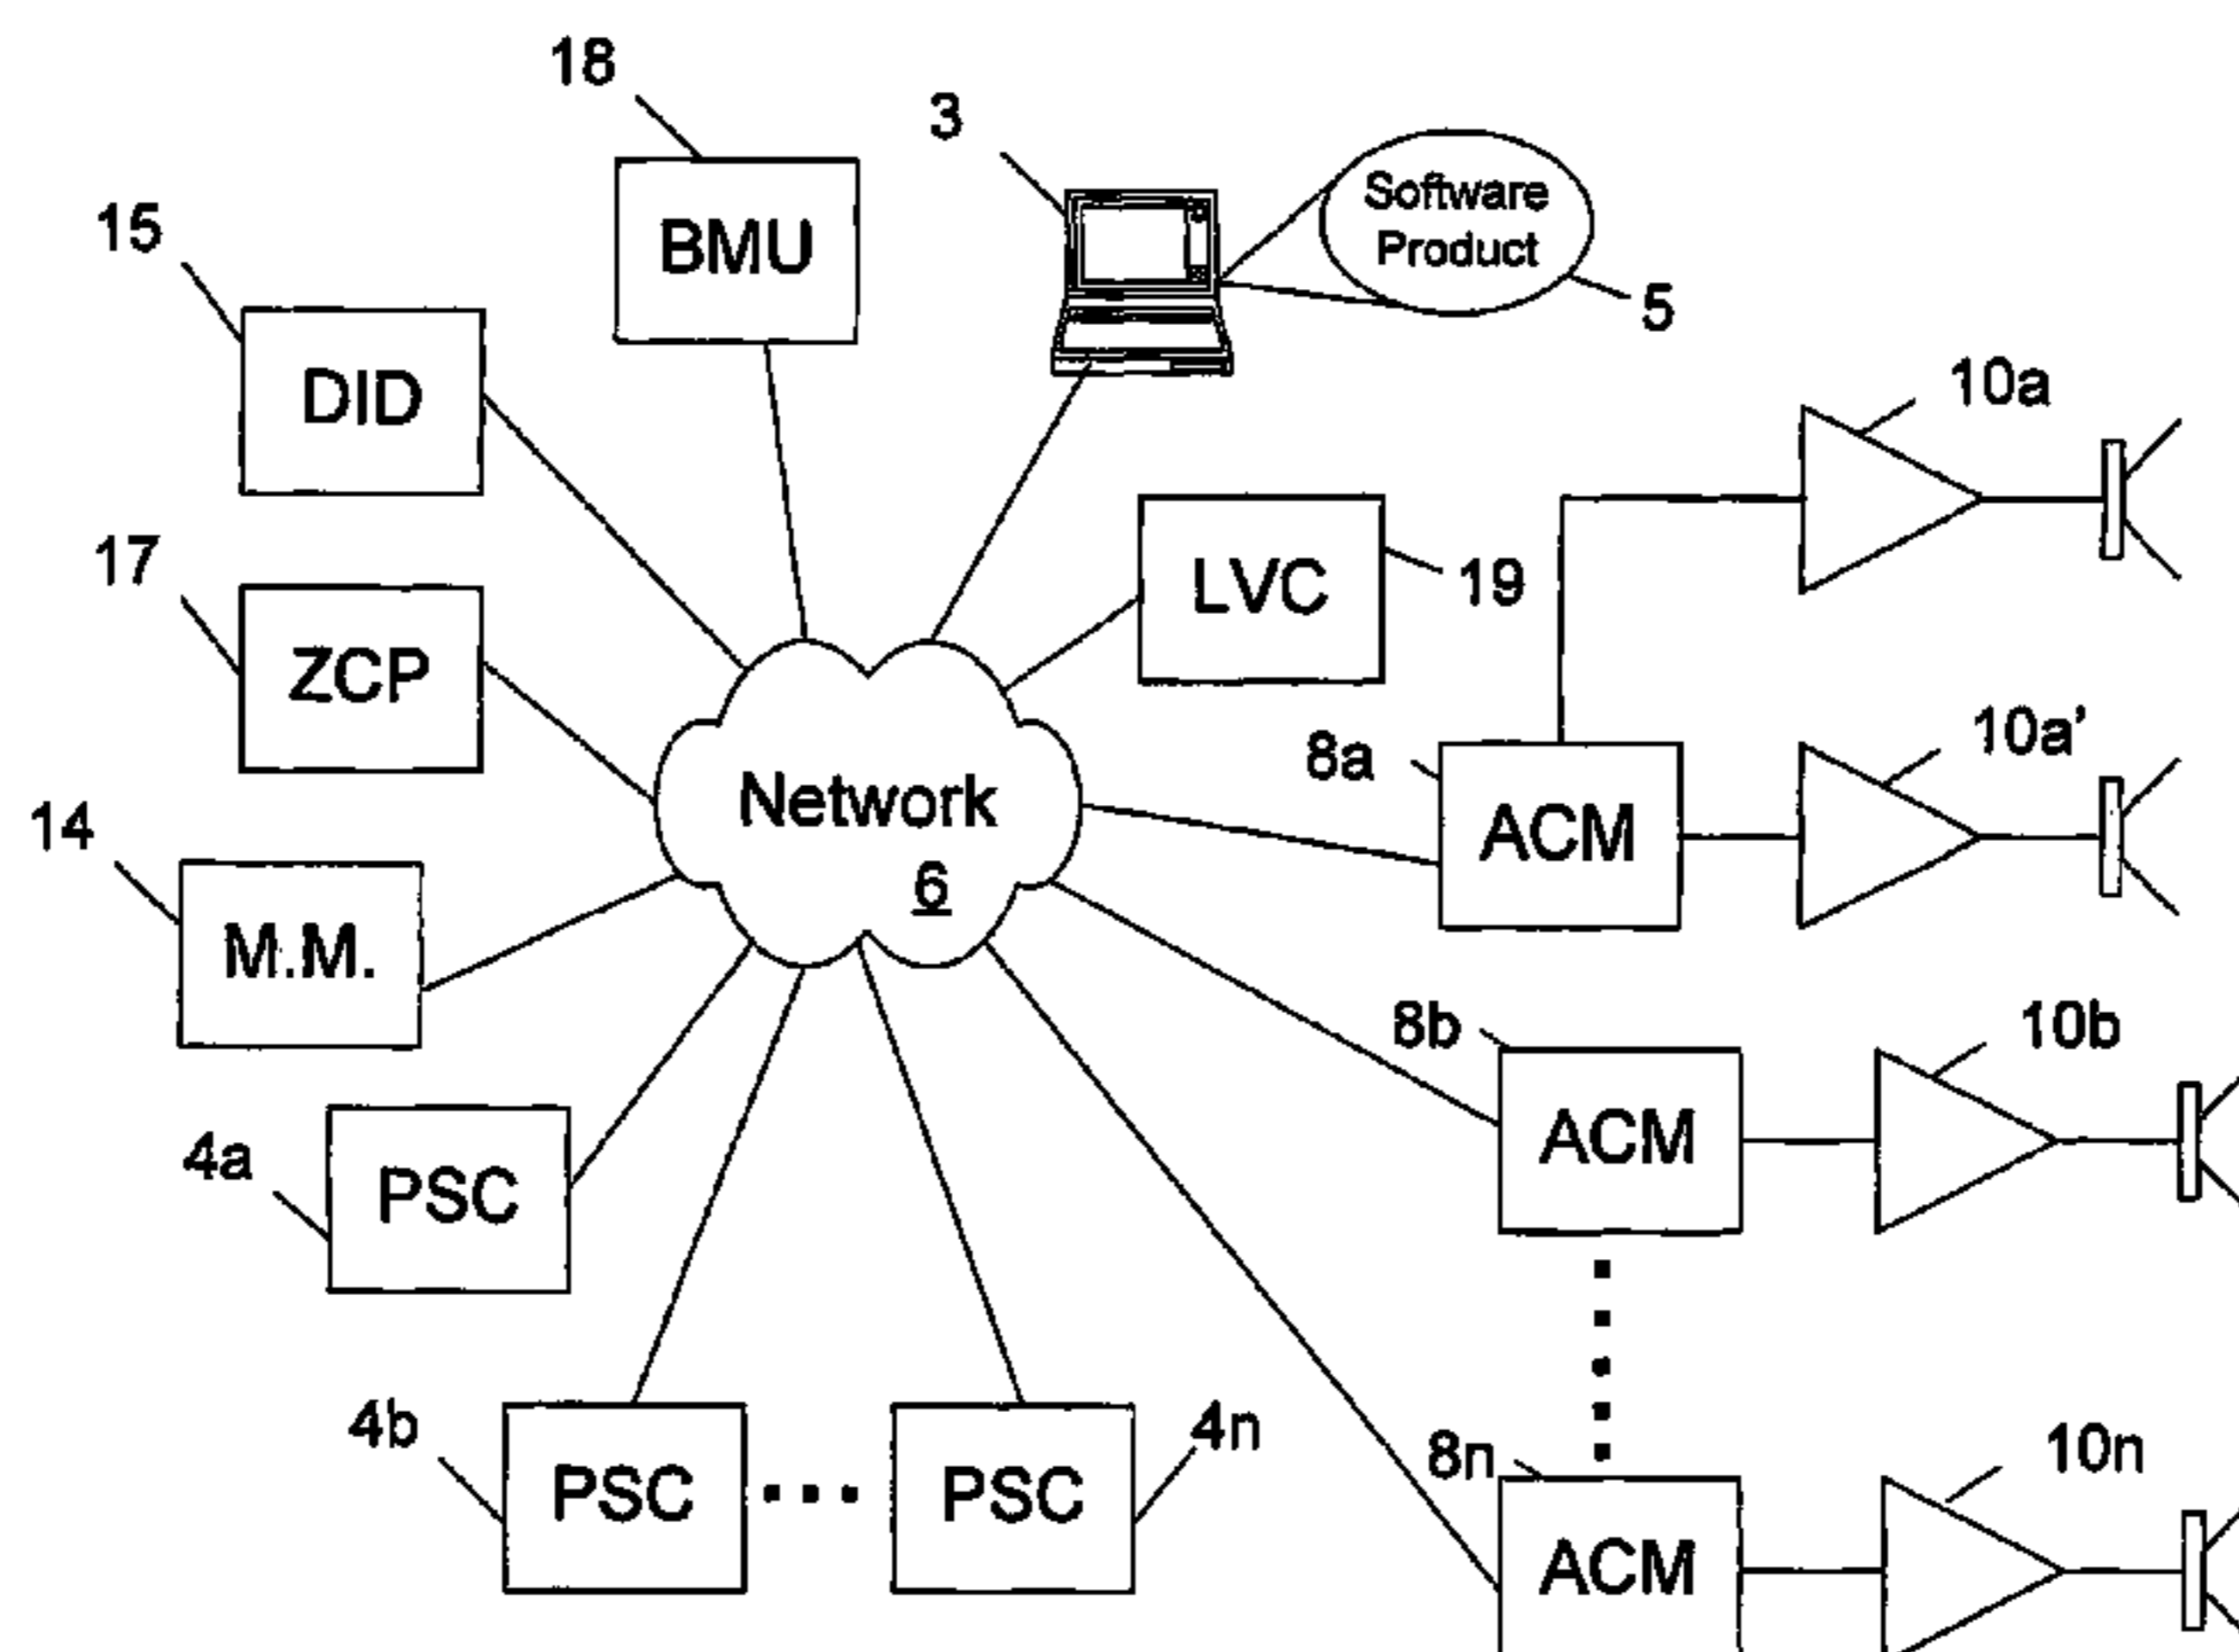 18
3
Software
Product
15
BMU
5
DID
10a
17
LVC
19
ZCP
10a'
8a
Network
14
ACM
6
M.M.
8b
10b
4a
PSC
ACM
4b
4n
8n
10n
PSC
PSC
ACM